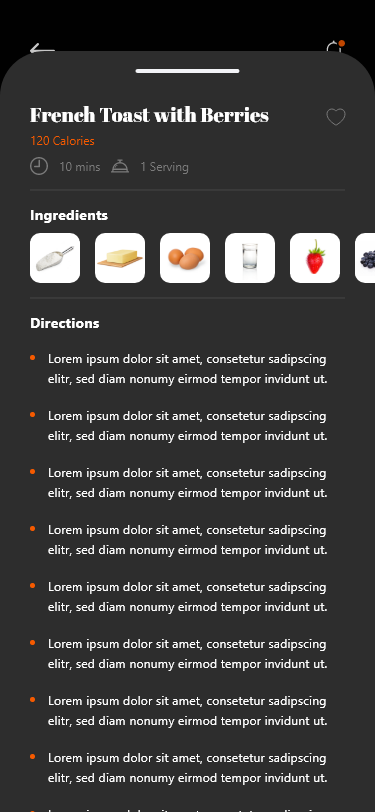 French Toast with Berries
120 Calories
10 mins 1 Serving
Ingredients
Directions
Lorem ipsum dolor sit amet, consetetur sadipscing
elitr, sed diam nonumy eirmod tempor invidunt ut.
Lorem ipsum dolor sit amet, consetetur sadipscing
elitr, sed diam nonumy eirmod tempor invidunt ut.
Lorem ipsum dolor sit amet, consetetur sadipscing
elitr, sed diam nonumy eirmod tempor invidunt ut.
Lorem ipsum dolor sit amet, consetetur sadipscing
elitr, sed diam nonumy eirmod tempor invidunt ut.
Lorem ipsum dolor sit amet, consetetur sadipscing
elitr, sed diam nonumy eirmod tempor invidunt ut.
Lorem ipsum dolor sit amet, consetetur sadipscing
elitr, sed diam nonumy eirmod tempor invidunt ut.
Lorem ipsum dolor sit amet, consetetur sadipscing
elitr, sed diam nonumy eirmod tempor invidunt ut.
Lorem ipsum dolor sit amet, consetetur sadipscing
elitr, sed diam nonumy eirmod tempor invidunt ut.